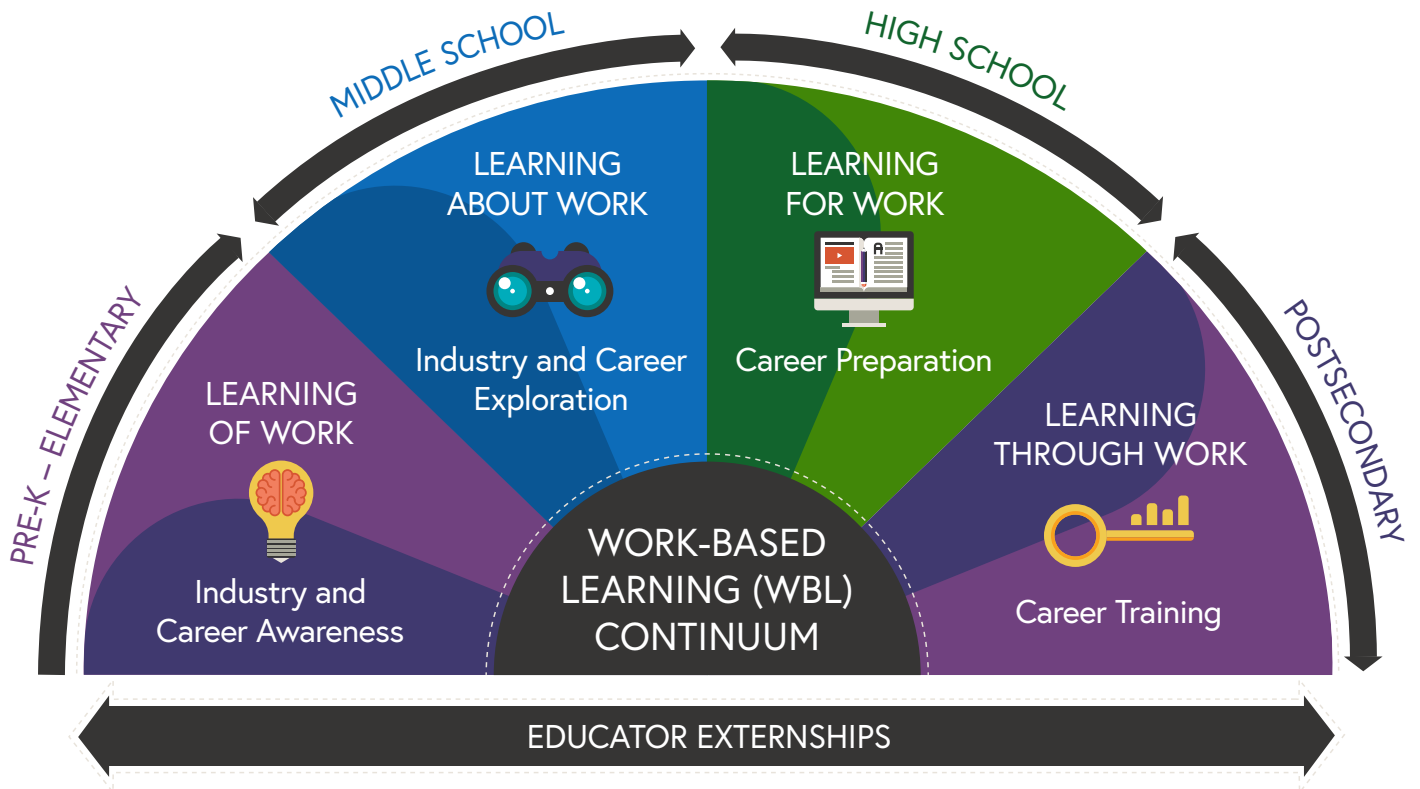 MIDDLE SCHOOL
HIGH SCHOOL
PRE-K – ELEMENTARY
POSTSECONDARY
LEARNING
OF WORK
Industry and
Career Awareness
LEARNING
ABOUT WORK
Industry and Career
Exploration
LEARNING
FOR WORK
A
Career Preparation
LEARNING
THROUGH WORK
Career Training
WORK-BASED
LEARNING (WBL)
CONTINUUM
EDUCATOR EXTERNSHIPS